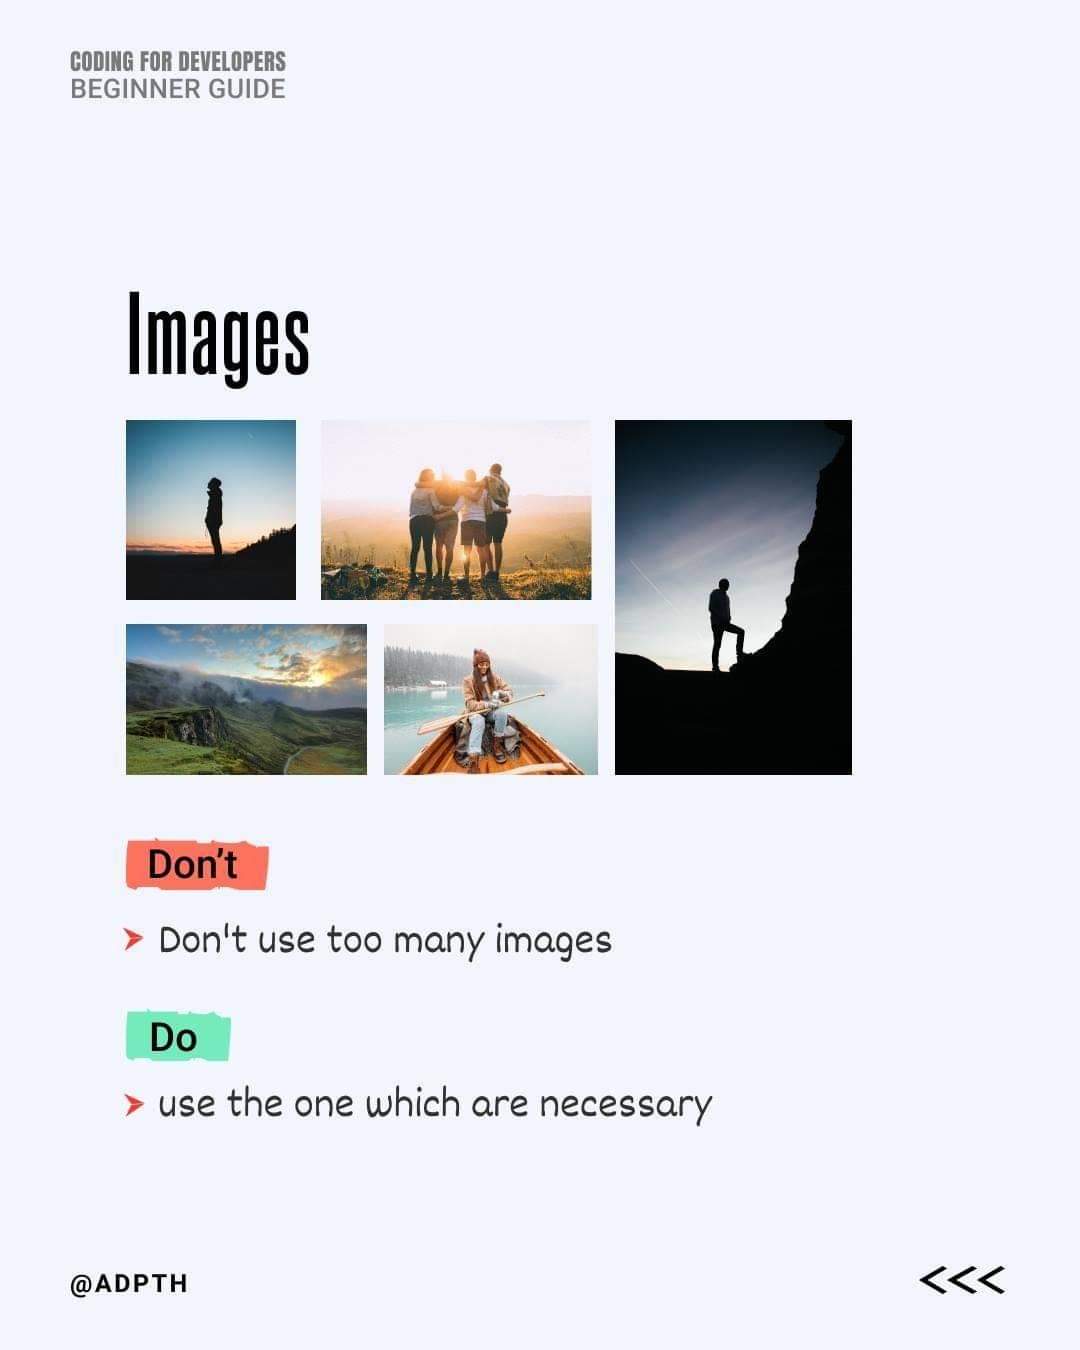 CODING FOR DEVELOPERS
BEGINNER GUIDE
Images
Don't
Don't use too many images
Do
use the one which are necessary
@ADPTH